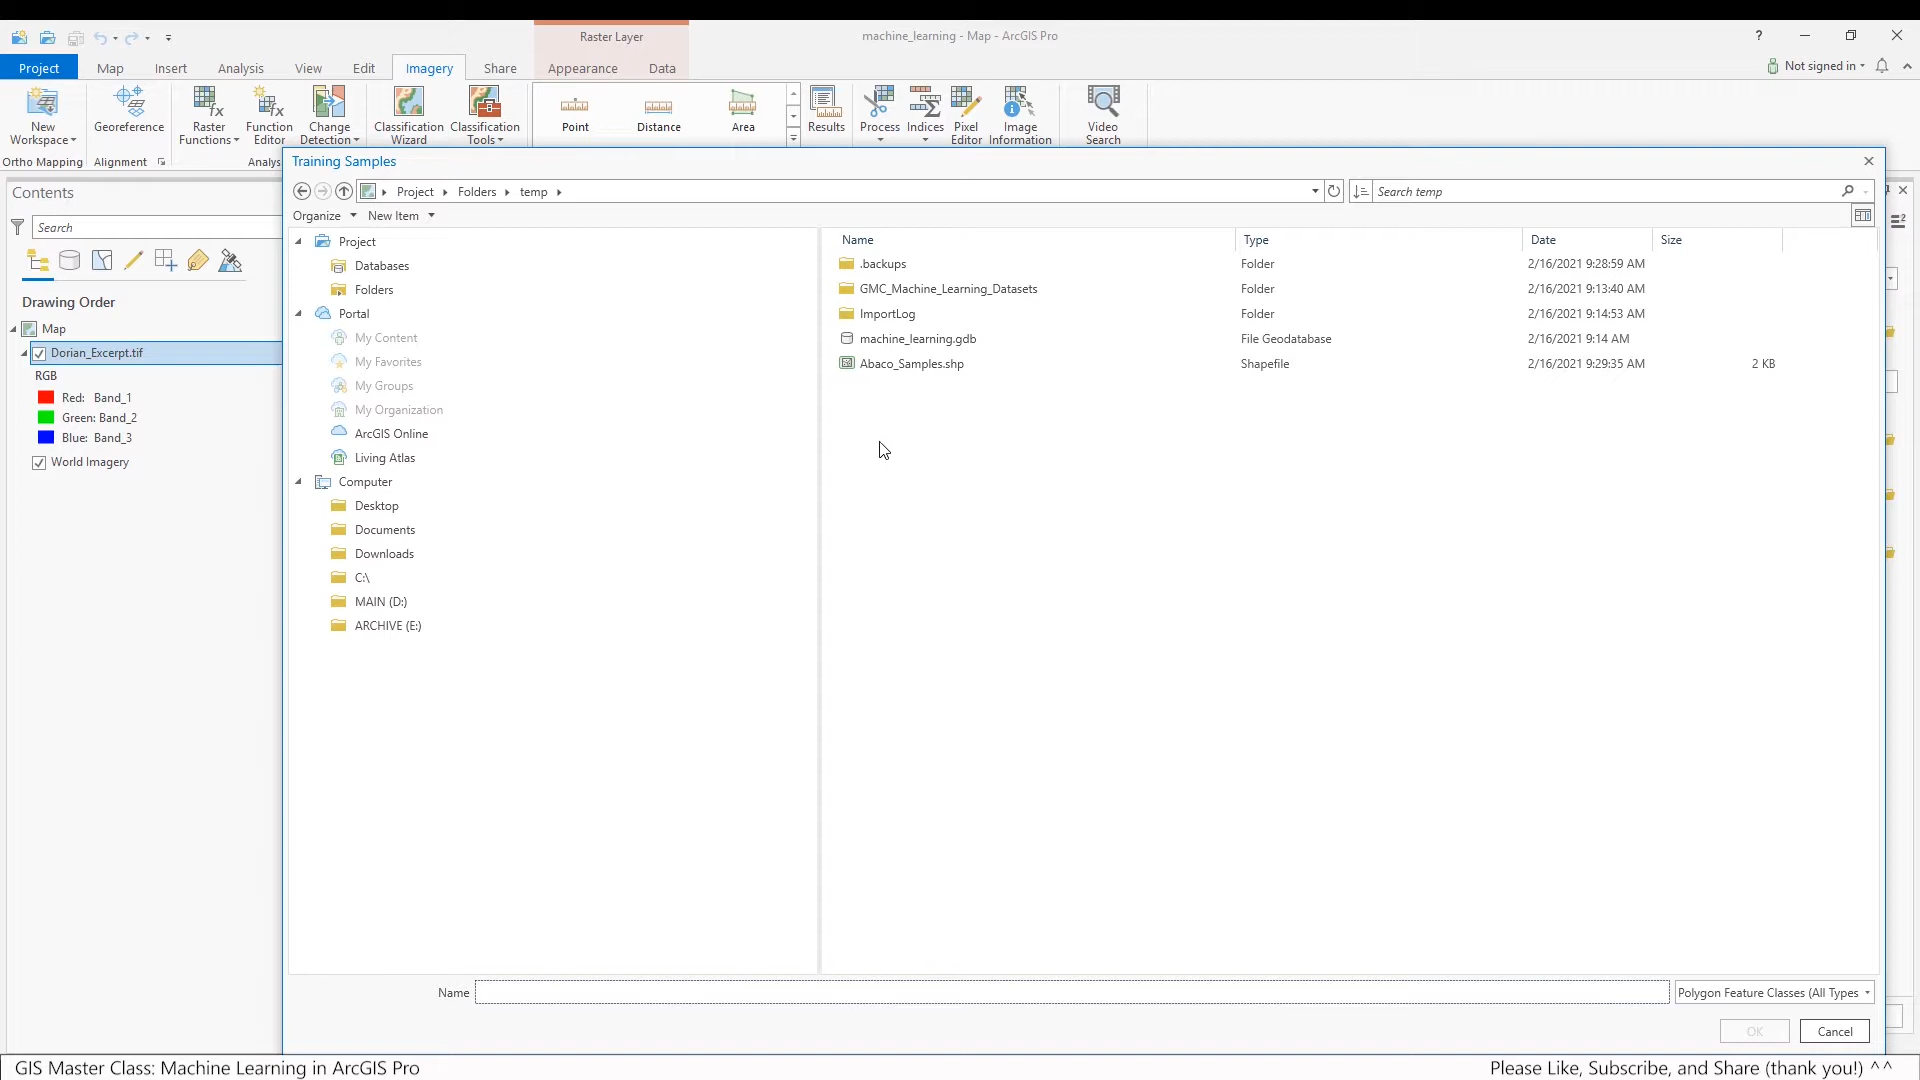 Raster Layer
machine_learning - Map - ArcGIS Pro
?
Project Map Insert Analysis View Edit Imagery Share Appearance Data
Not signed in
New Workspace
Georeference
Raster Functions
Function Editor
Change Detection
Classification Wizard
Classification Tools
Point
Distance
Area
Results
Process
Indices
Pixel Editor
Image Information
Video Search
Ortho Mapping
Alignment
Analys
Contents
Search
Drawing Order
Map
Dorian_Excerpt.tif
RGB
Red: Band_1
Green: Band_2
Blue: Band_3
World Imagery
Training Samples
Project Folders temp
Search temp
Organize New Item
Project
Databases
Folders
Portal
My Content
My Favorites
My Groups
My Organization
ArcGIS Online
Living Atlas
Computer
Desktop
Documents
Downloads
C:\
MAIN (D:)
ARCHIVE (E:)
Name Type Date Size
.backups Folder 2/16/2021 9:28:59 AM
GMC_Machine_Learning_Datasets Folder 2/16/2021 9:13:40 AM
ImportLog Folder 2/16/2021 9:14:53 AM
machine_learning.gdb File Geodatabase 2/16/2021 9:14 AM
Abaco_Samples.shp Shapefile 2/16/2021 9:29:35 AM 2 KB
Name
Polygon Feature Classes (All Types
OK Cancel
GIS Master Class: Machine Learning in ArcGIS Pro
Please Like, Subscribe, and Share (thank you!) ^^